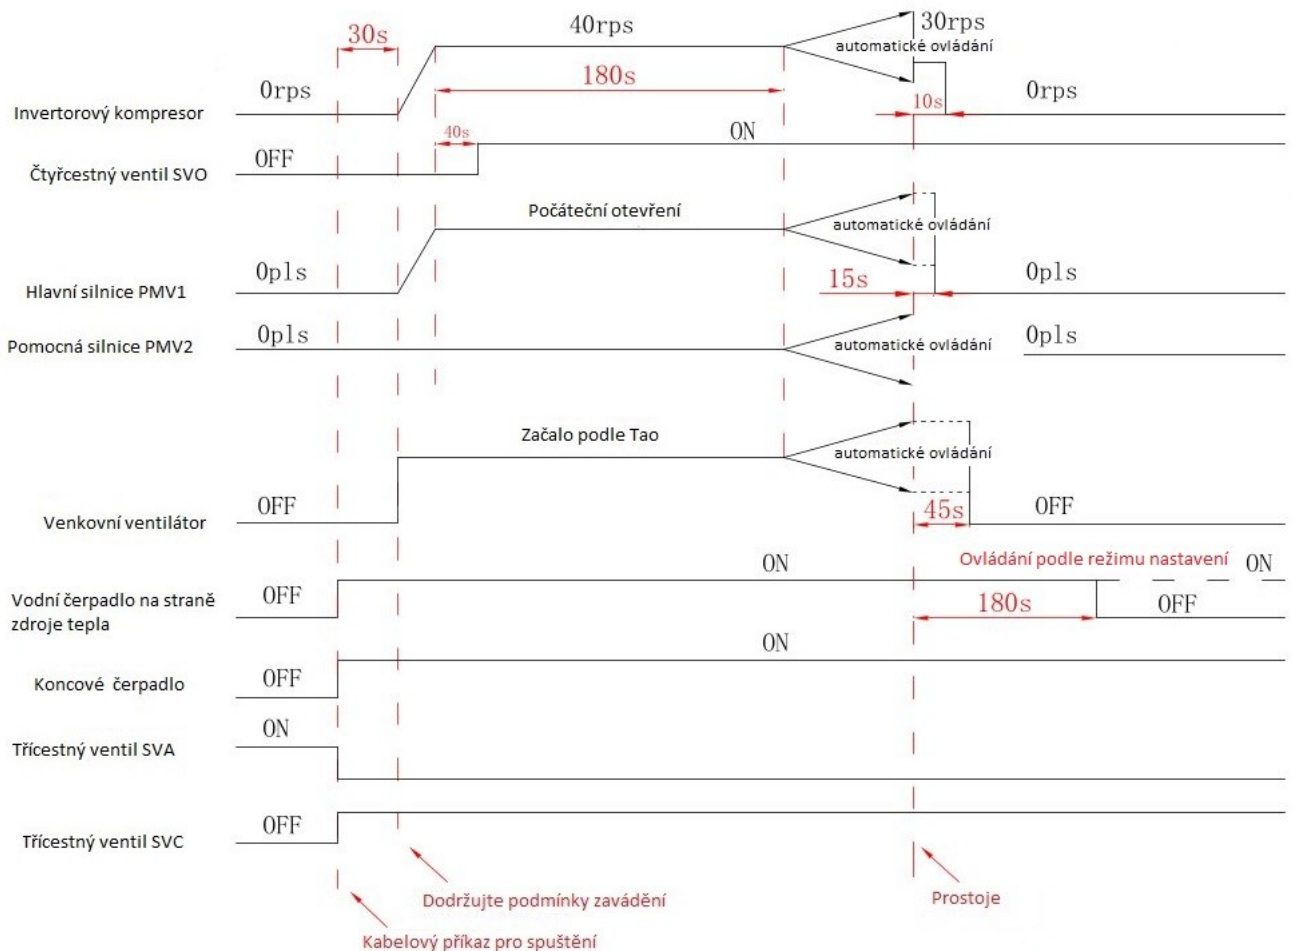 30s
40rps
30rps
automatické ovládání
180s
0rps
0rps
Invertorový kompresor
10s
40s
ON
OFF
Čtyřcestný ventil SVO
Počáteční otevření
automatické ovládání
0pls
15s
0pls
Hlavní silnice PMV1
0pls
0pls
Pomocná silnice PMV2
automatické ovládání
Začalo podle Tao
automatické ovládání
OFF
45s
OFF
Venkovní ventilátor
ON
Ovládání podle režimu nastavení
ON
OFF
180s
OFF
Vodní čerpadlo na straně
zdroje tepla
ON
OFF
Koncové čerpadlo
ON
Třícestný ventil SVA
OFF
Třícestný ventil SVC
Dodržujte podmínky zavádění
Prostoje
Kabelový příkaz pro spuštění